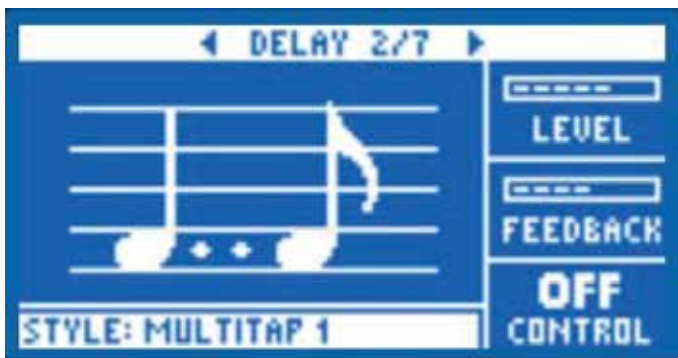 DELAY 2/7
LEVEL
FEEDBACK
OFF
CONTROL
STYLE: MULTITAP 1